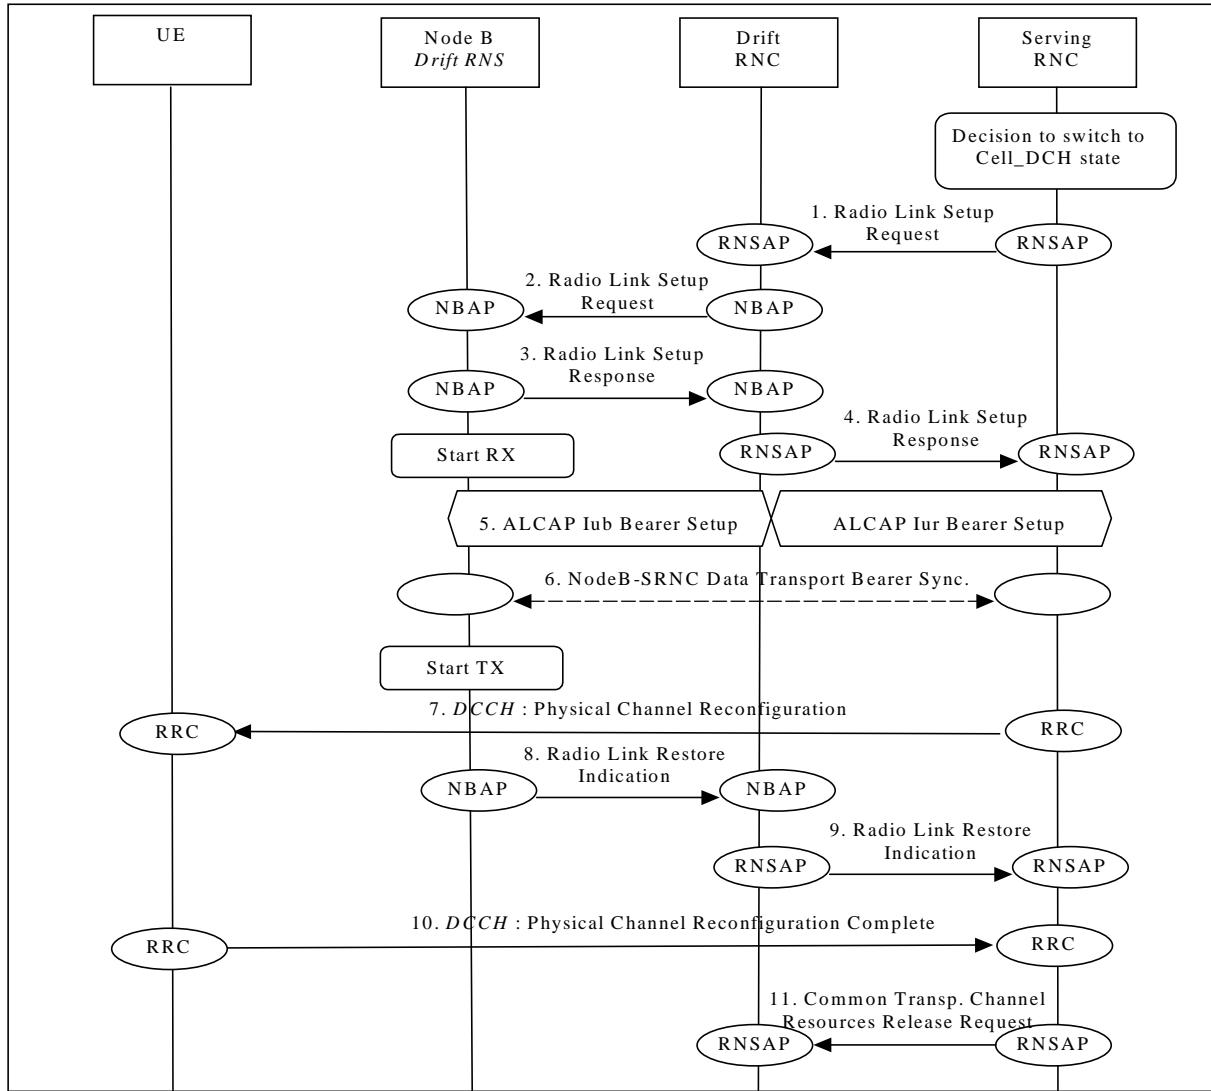 UE
Node B
Drift RNS
Drift
RNC
Serving
RNC
Decision to switch to
Cell_DCH state
1. Radio Link Setup
Request
RNSAP
RNSAP
2. Radio Link Setup
Request
NBAP
NBAP
3. Radio Link Setup
Response
NBAP
NBAP
4. Radio Link Setup
Response
Start RX
RNSAP
RNSAP
5. ALCAP Iub Bearer Setup
ALCAP Iur Bearer Setup
6. NodeB-SRNC Data Transport Bearer Sync.
Start TX
7. DCCH : Physical Channel Reconfiguration
RRC
RRC
8. Radio Link Restore
Indication
NBAP
NBAP
9. Radio Link Restore
Indication
RNSAP
RNSAP
10. DCCH : Physical Channel Reconfiguration Complete
RRC
RRC
11. Common Transp. Channel
Resources Release Request
RNSAP
RNSAP